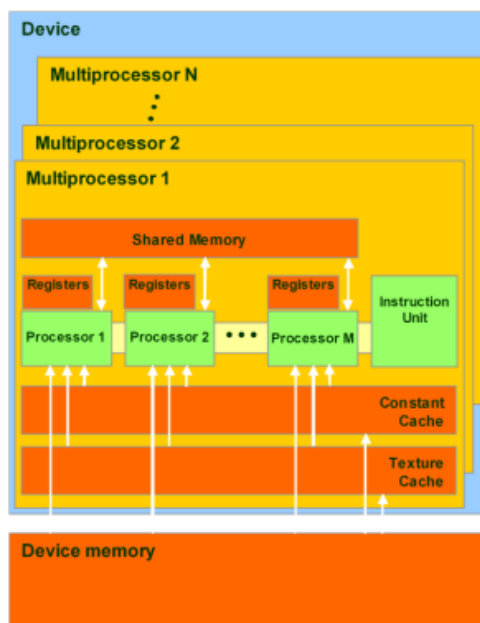 Device
Multiprocessor N
Multiprocessor 2
Multiprocessor 1
Shared Memory
Registers
Registers
Registers
Instruction
Unit
Processor 1
Processor 2
Processor M
Constant
Cache
Texture
Cache
Device memory